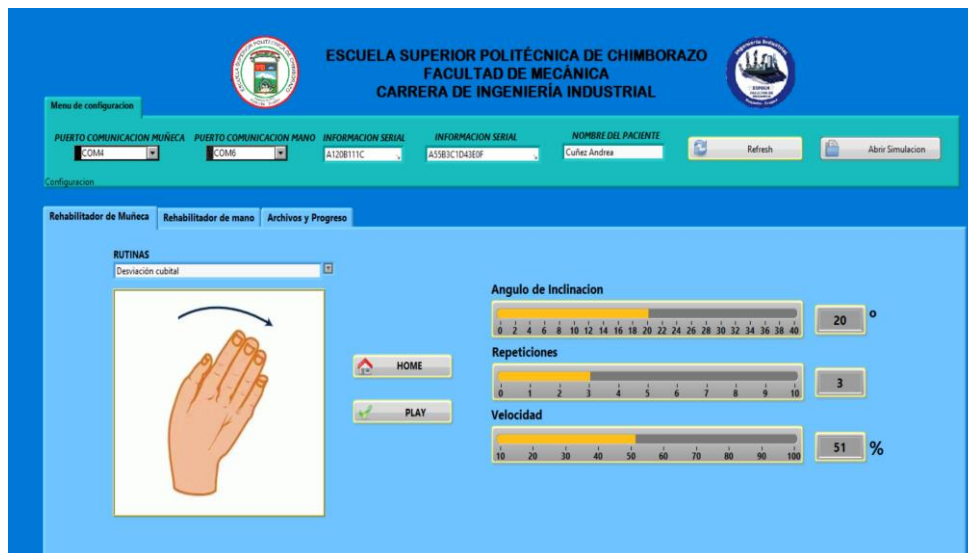 ESCUELA SUPERIOR POLITÉCNICA DE CHIMBORAZO
FACULTAD DE MECÁNICA
CARRERA DE INGENIERÍA INDUSTRIAL
Menu de configuracion
PUERTO COMUNICACION MUÑECA PUERTO COMUNICACION MANO INFORMACION SERIAL INFORMACION SERIAL NOMBRE DEL PACIENTE
COM4 COM6 A120B111C A55B3C1D43E0F Cuñez Andrea Refresh Abrir Simulacion
Configuracion
Rehabilitador de Muñeca Rehabilitador de mano Archivos y Progreso
RUTINAS
Desviación cubital
Angulo de Inclinacion
0 2 4 6 8 10 12 14 16 18 20 22 24 26 28 30 32 34 36 38 40
20 º
HOME
Repeticiones
0 1 2 3 4 5 6 7 8 9 10
3
PLAY
Velocidad
10 20 30 40 50 60 70 80 90 100
51 %